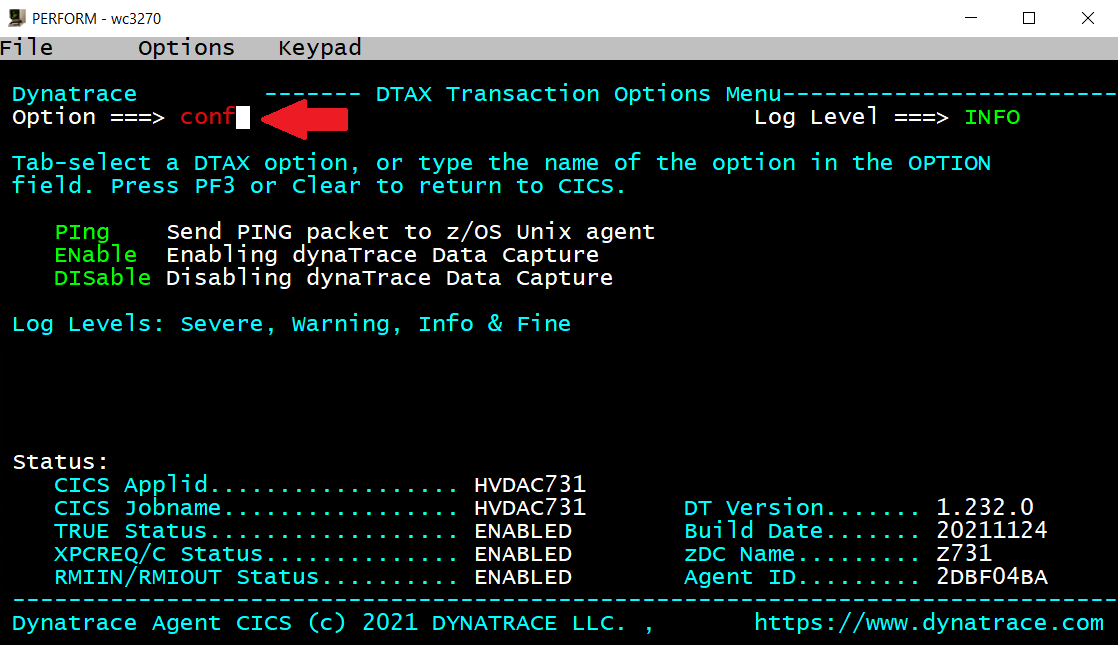 PERFORM - wc3270
File Options Keypad
Dynatrace ------- DTAX Transaction Options Menu------------------------
Option ===> conf Log Level ===> INFO
Tab-select a DTAX option, or type the name of the option in the OPTION
field. Press PF3 or Clear to return to CICS.
PIng Send PING packet to z/OS Unix agent
ENable Enabling dynaTrace Data Capture
DISable Disabling dynaTrace Data Capture
Log Levels: Severe, Warning, Info & Fine
Status:
CICS Applid.................. HVDAC731
CICS Jobname................. HVDAC731 DT Version....... 1.232.0
TRUE Status.................. ENABLED Build Date....... 20211124
XPCREQ/C Status.............. ENABLED zDC Name......... z731
RMIIN/RMIOUT Status.......... ENABLED Agent ID......... 2DBF04BA
-------------------------------------------------------------------------------
Dynatrace Agent CICS (c) 2021 DYNATRACE LLC. , https://www.dynatrace.com